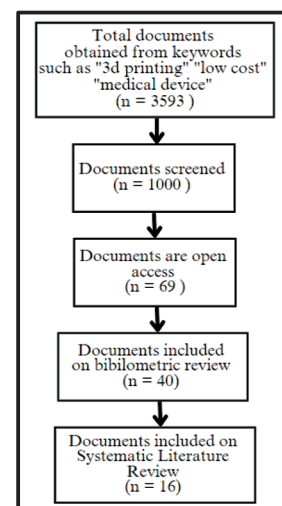 Total documents
obtained from keywords
such as "3d printing" "low cost"
"medical device"
(n = 3593 )
Documents screened
(n = 1000 )
Documents are open
access
(n = 69 )
Documents included
on bibilometric review
(n = 40)
Documents included on
Systematic Literature
Review
(n = 16)